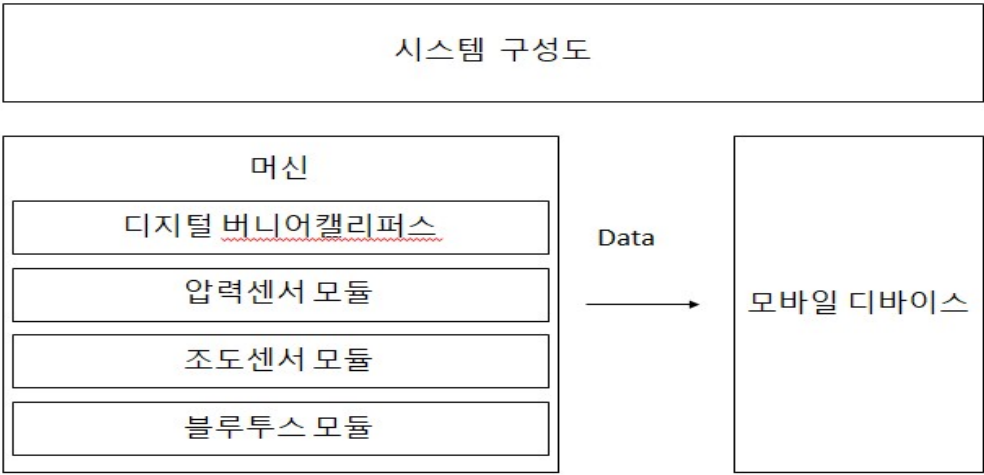 시스템 구성도
머신
디지털 버니어캘리퍼스
압력센서 모듈
조도센서 모듈
블루투스 모듈
Data
모바일 디바이스